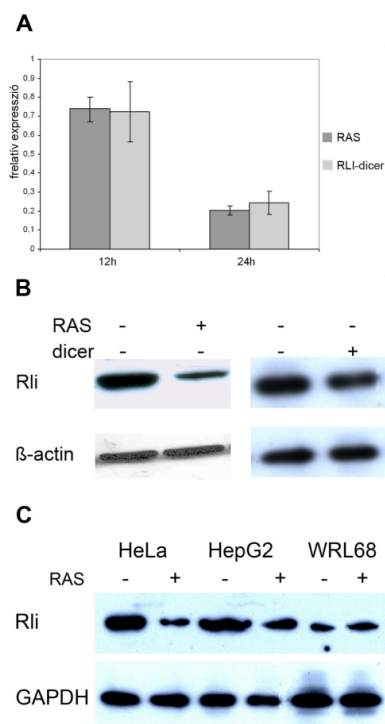 A
frelatív expresszió
1
0,9
0,8
0,7
0,6
0,5
0,4
0,3
0,2
0,1
0
12h
24h
RAS
RLI-dicer
B
RAS - + - -
dicer - - - +
Rli
ß-actin
C
HeLa HepG2 WRL68
RAS - + - + - +
Rli
GAPDH